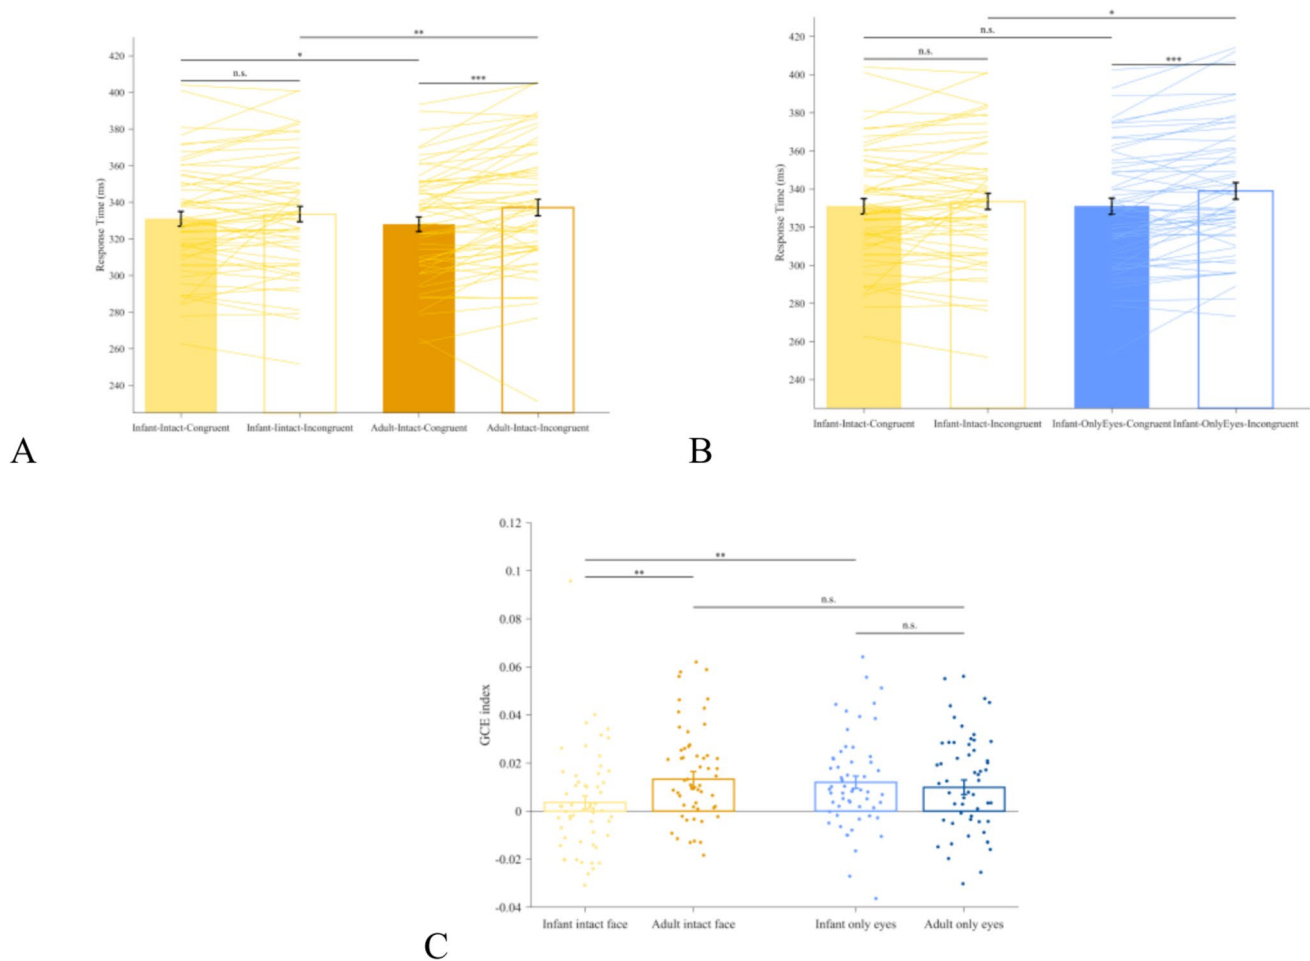 **
*
n.s.
***
420
400
380
360
340
320
300
280
260
240
Response Time (ms)
Infant-Intact-Congruent
Infant-Iintact-Incongruent
Adult-Intact-Congruent
Adult-Intact-Incongruent
A
*
n.s.
n.s.
***
420
400
380
360
340
320
300
280
260
240
Response Time (ms)
Infant-Intact-Congruent
Infant-Intact-Incongruent
Infant-OnlyEyes-Congruent
Infant-OnlyEyes-Incongruent
B
0.12
0.1
0.08
0.06
0.04
0.02
0
-0.02
-0.04
GCE index
**
**
n.s.
n.s.
Infant intact face
Adult intact face
Infant only eyes
Adult only eyes
C